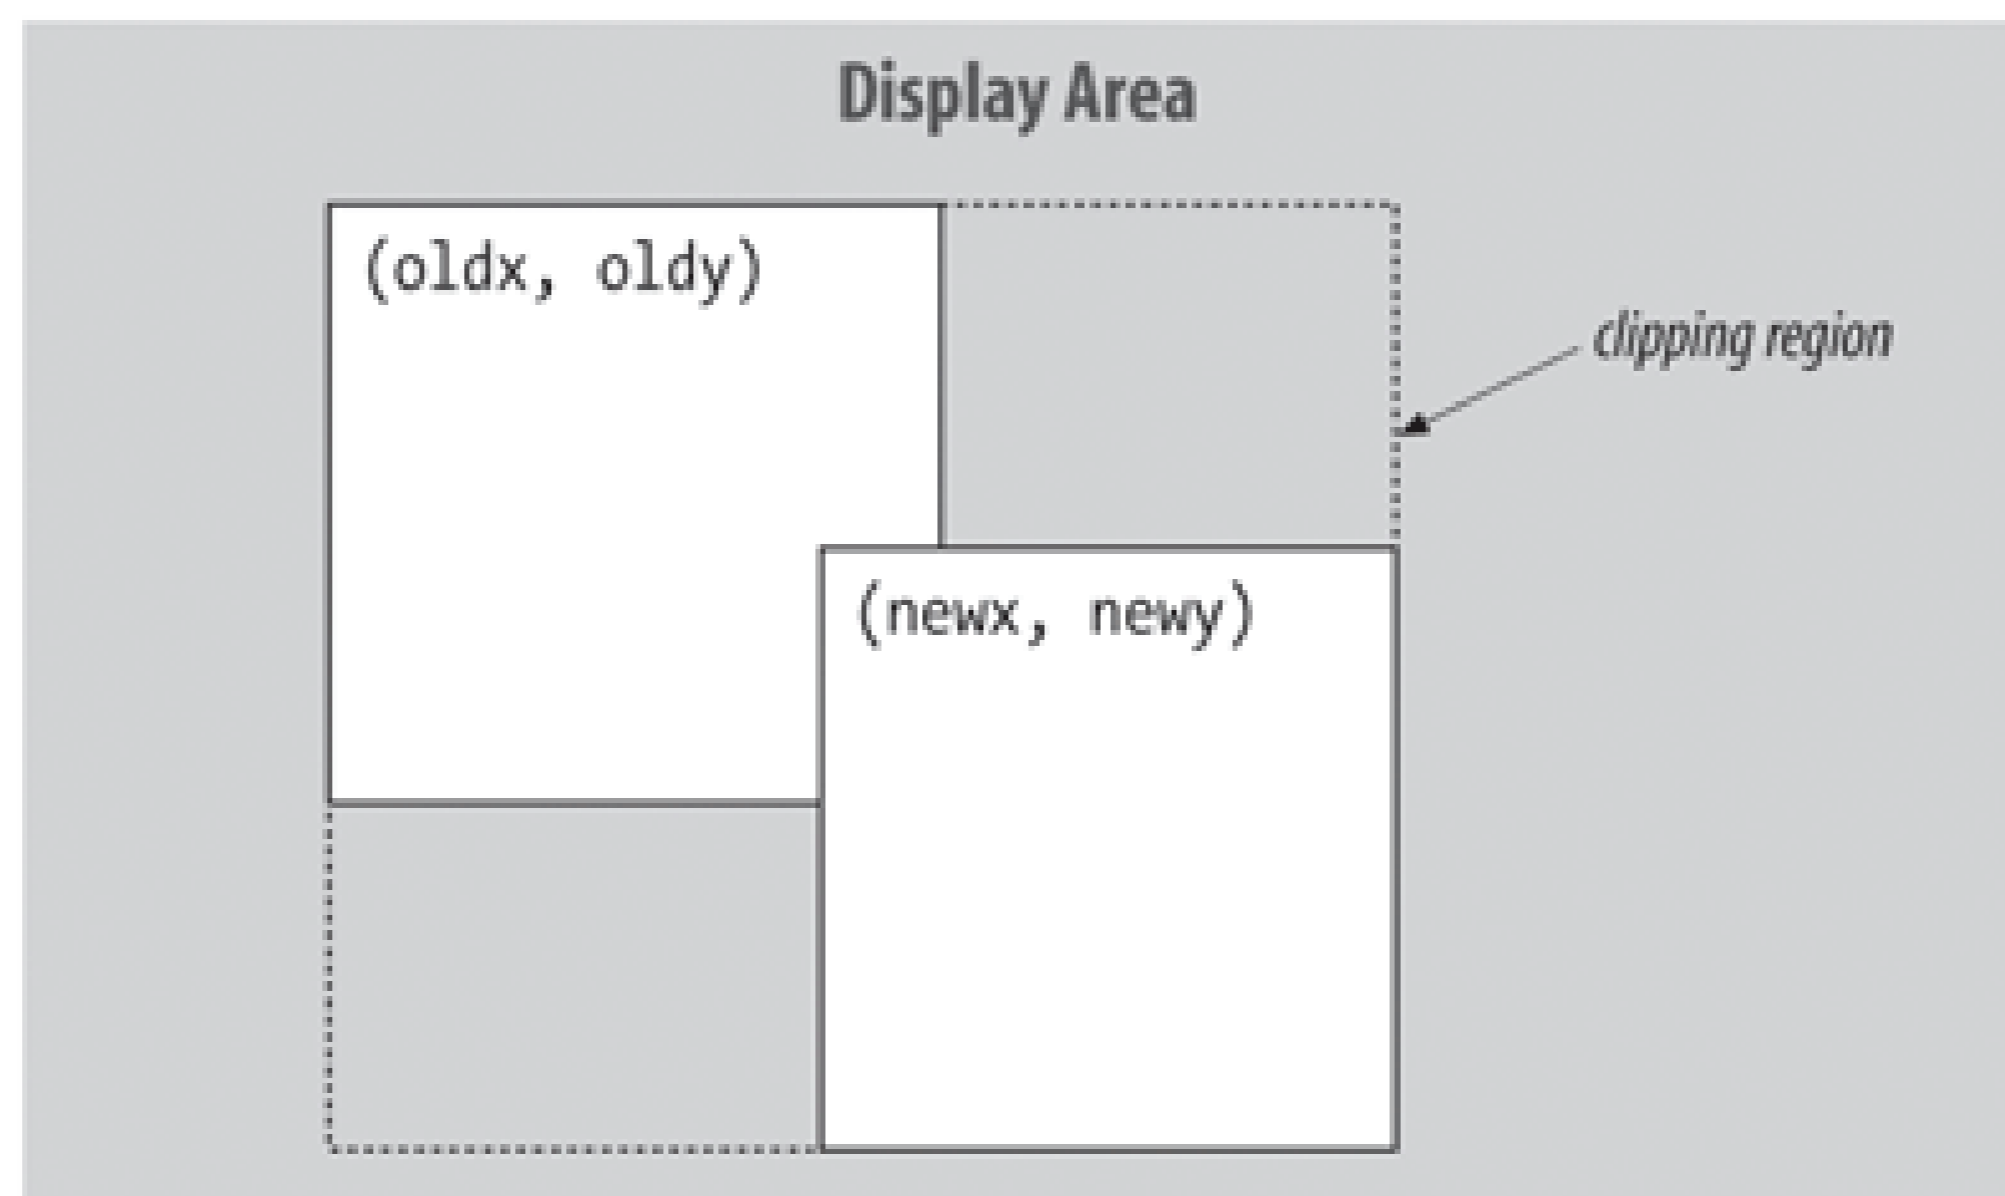 Display Area
(oldx, oldy)
clipping region
(newx, newy)